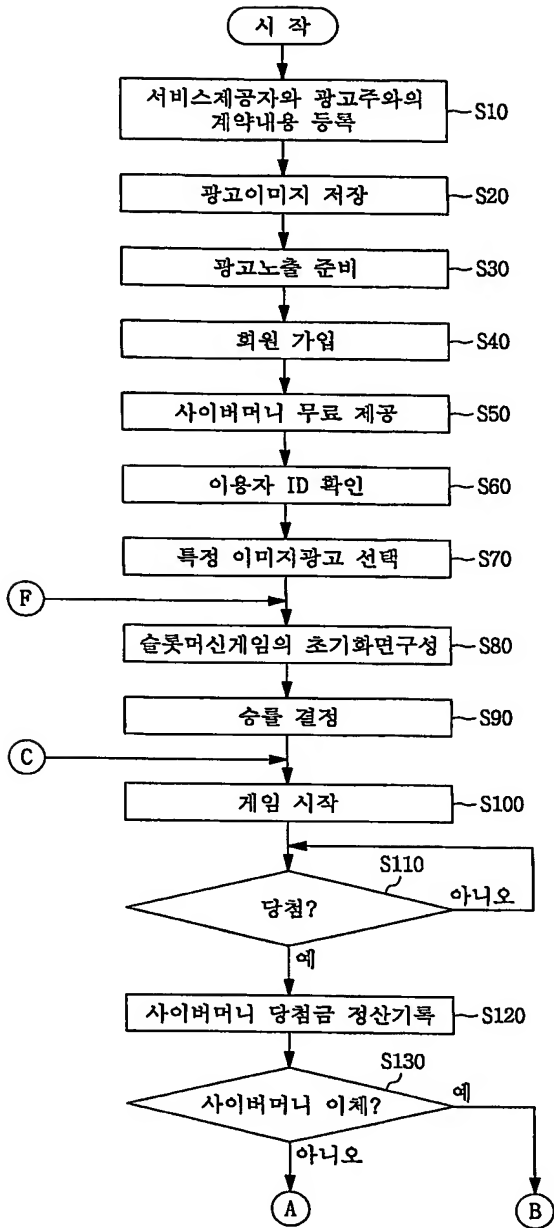 시 작
서비스제공자와 광고주와의
계약내용 등록
S10
광고이미지 저장
S20
광고노출 준비
S30
회원 가입
S40
사이버머니 무료 제공
S50
이용자 ID 확인
S60
특정 이미지광고 선택
S70
F
슬롯머신게임의 초기화면구성
S80
승률 결정
S90
C
게임 시작
S100
S110
당첨?
아니오
예
사이버머니 당첨금 정산기록
S120
S130
사이버머니 이체?
예
아니오
A
B